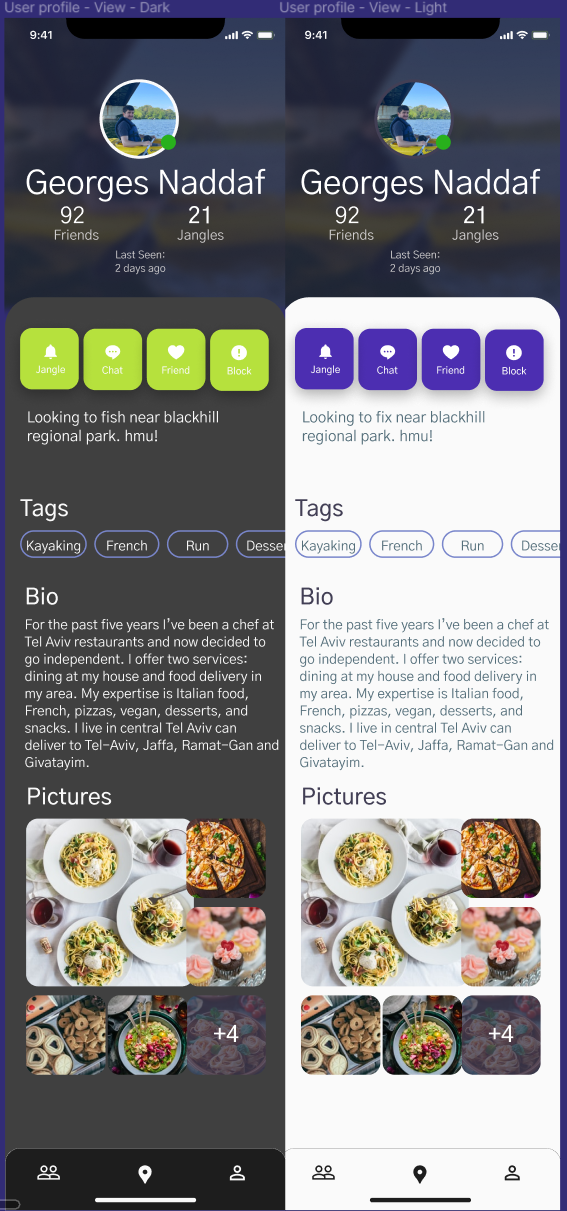 User profile - View - Dark
User profile - View - Light
9:41
Georges Naddaf
92
21
Friends
Jangles
Last Seen:
2 days ago
Jangle
Chat
Friend
Block
Looking to fish near blackhill
regional park. hmu!
Tags
Kayaking
French
Run
Desser
Bio
For the past five years I've been a chef at
Tel Aviv restaurants and now decided to
go independent. I offer two services:
dining at my house and food delivery in
my area. My expertise is Italian food,
French, pizzas, vegan, desserts, and
snacks. I live in central Tel Aviv can
deliver to Tel-Aviv, Jaffa, Ramat-Gan and
Givatayim.
Pictures
+4
9:41
Georges Naddaf
92
21
Friends
Jangles
Last Seen:
2 days ago
Jangle
Chat
Friend
Block
Looking to fix near blackhill
regional park. hmu!
Tags
Kayaking
French
Run
Desser
Bio
For the past five years I've been a chef at
Tel Aviv restaurants and now decided to
go independent. I offer two services:
dining at my house and food delivery in
my area. My expertise is Italian food,
French, pizzas, vegan, desserts, and
snacks. I live in central Tel Aviv can
deliver to Tel-Aviv, Jaffa, Ramat-Gan and
Givatayim.
Pictures
+4